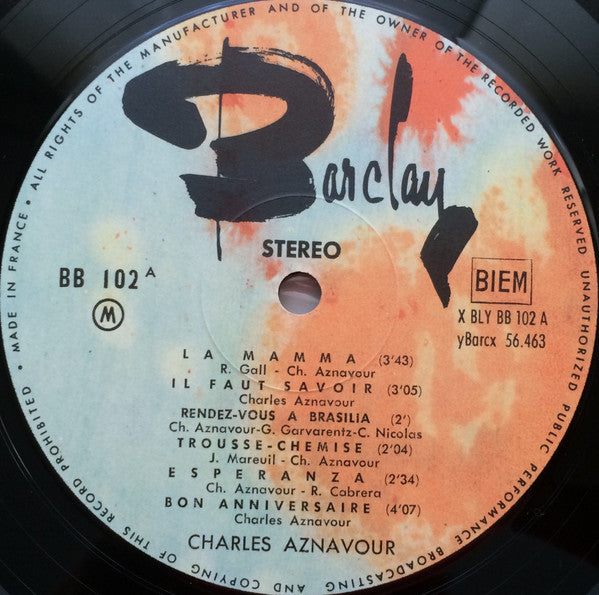 MADE IN FRANCE • ALL RIGHTS OF THE MANUFACTURER AND OF THE OWNER OF THE RECORDED WORK RESERVED UNAUTHORIZED PUBLIC PERFORMANCE BROADCASTING AND COPYING OF THIS RECORD PROHIBITED •
Barclay
STEREO
BB 102 A
M
BIEM
X BLY BB 102 A
yBarcx 56.463
LA MAMMA (3'43)
R. Gall - Ch. Aznavour
IL FAUT SAVOIR (3'05)
Charles Aznavour
RENDEZ-VOUS A BRASILIA (2')
Ch. Aznavour-G. Garvarentz-C. Nicolas
TROUSSE-CHEMISE (2'04)
J. Mareuil - Ch. Aznavour
ESPERANZA (2'34)
Ch. Aznavour - R. Cabrera
BON ANNIVERSAIRE (4'07)
Charles Aznavour
CHARLES AZNAVOUR